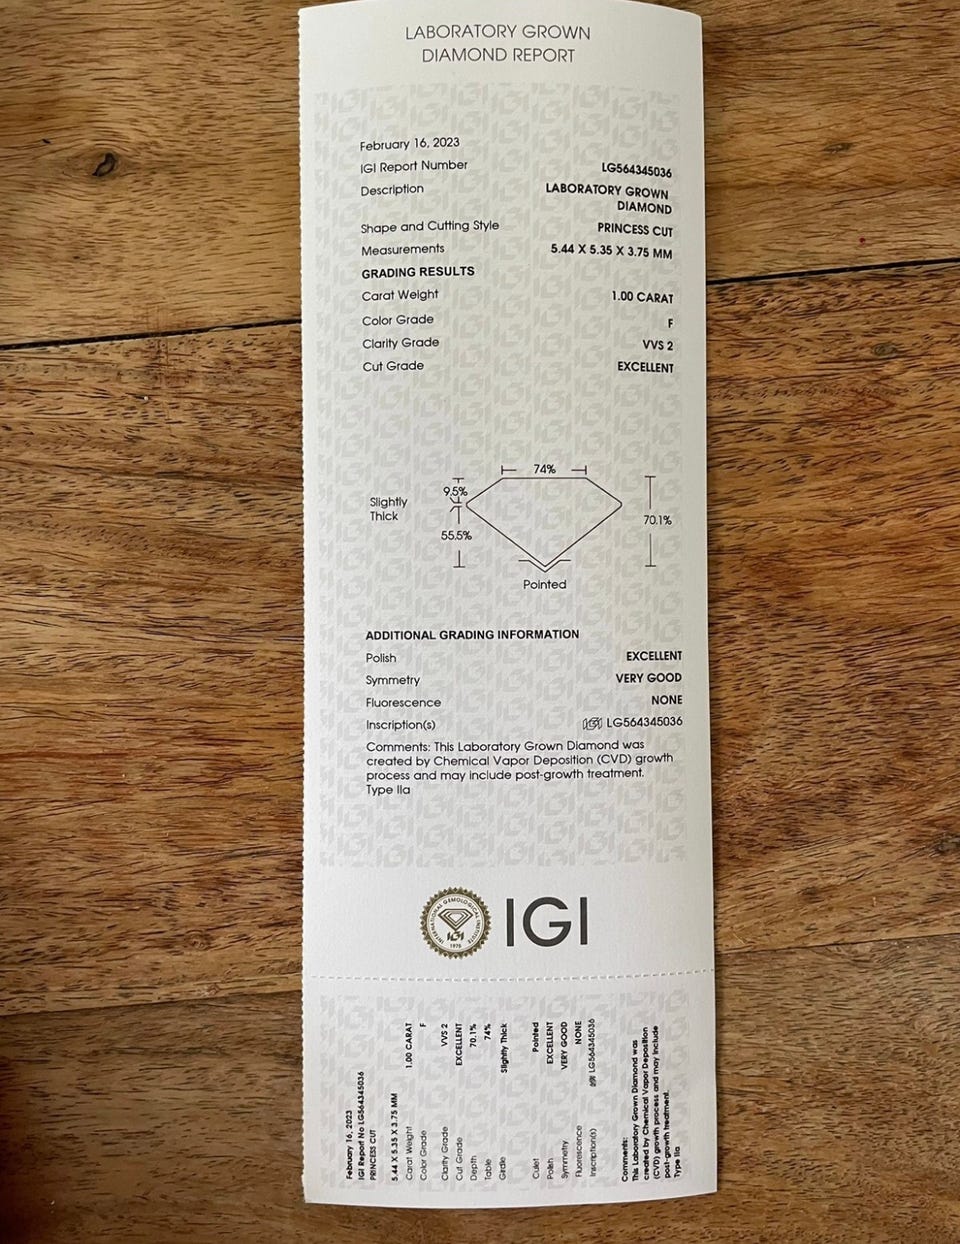 LABORATORY GROWN
DIAMOND REPORT
February 16, 2023
IGI Report Number LG564345036
Description LABORATORY GROWN
DIAMOND
Shape and Cutting Style PRINCESS CUT
Measurements 5.44 X 5.35 X 3.75 MM
GRADING RESULTS
Carat Weight 1.00 CARAT
Color Grade F
Clarity Grade VVS 2
Cut Grade EXCELLENT
74%
9.5%
Slightly
Thick
55.5%
70.1%
Pointed
ADDITIONAL GRADING INFORMATION
Polish EXCELLENT
Symmetry VERY GOOD
Fluorescence NONE
Inscription(s) IGI LG564345036
Comments: This Laboratory Grown Diamond was
created by Chemical Vapor Deposition (CVD) growth
process and may include post-growth treatment.
Type IIa
INTERNATIONAL GEMOLOGICAL INSTITUTE
IGI
1975
IGI
February 16, 2023
IGI Report No LG564345036
PRINCESS CUT
5.44 X 5.35 X 3.75 MM
Carat Weight 1.00 CARAT
Color Grade F
Clarity Grade VVS 2
Cut Grade EXCELLENT
Depth 70.1%
Table 74%
Girdle Slightly Thick
Culet Pointed
Polish EXCELLENT
Symmetry VERY GOOD
Fluorescence NONE
Inscription(s) IGI LG564345036
Comments:
This Laboratory Grown Diamond was
created by Chemical Vapor Deposition
(CVD) growth process and may include
post-growth treatment.
Type IIa